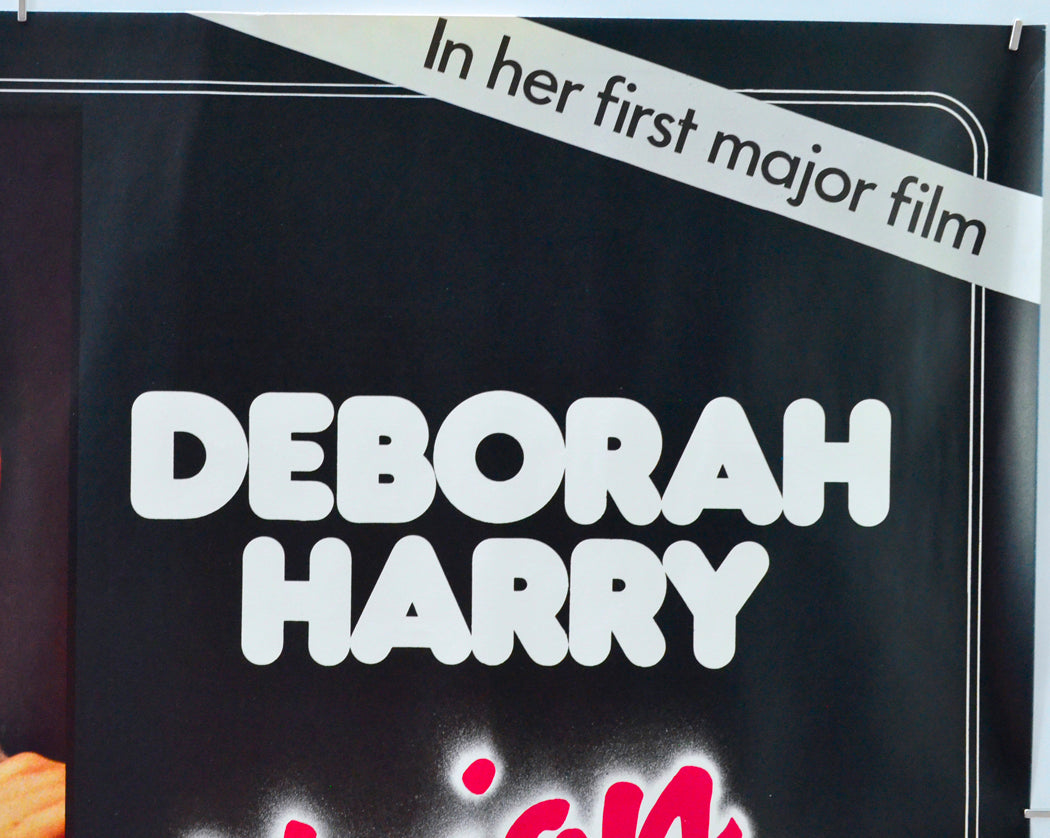 In her first major film
DEBORAH
HARRY